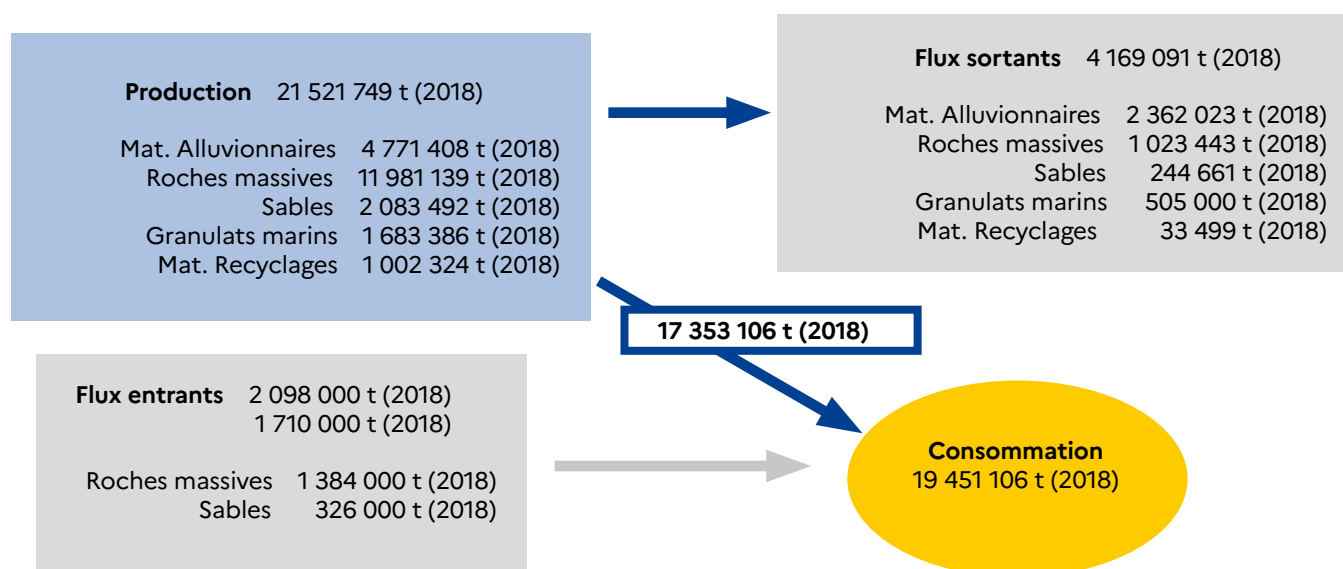 Production 21 521 749 t (2018)
Mat. Alluvionnaires 4 771 408 t (2018)
Roches massives 11 981 139 t (2018)
Sables 2 083 492 t (2018)
Granulats marins 1 683 386 t (2018)
Mat. Recyclages 1 002 324 t (2018)
Flux sortants 4 169 091 t (2018)
Mat. Alluvionnaires 2 362 023 t (2018)
Roches massives 1 023 443 t (2018)
Sables 244 661 t (2018)
Granulats marins 505 000 t (2018)
Mat. Recyclages 33 499 t (2018)
17 353 106 t (2018)
Flux entrants 2 098 000 t (2018)
1 710 000 t (2018)
Roches massives 1 384 000 t (2018)
Sables 326 000 t (2018)
Consommation
19 451 106 t (2018)